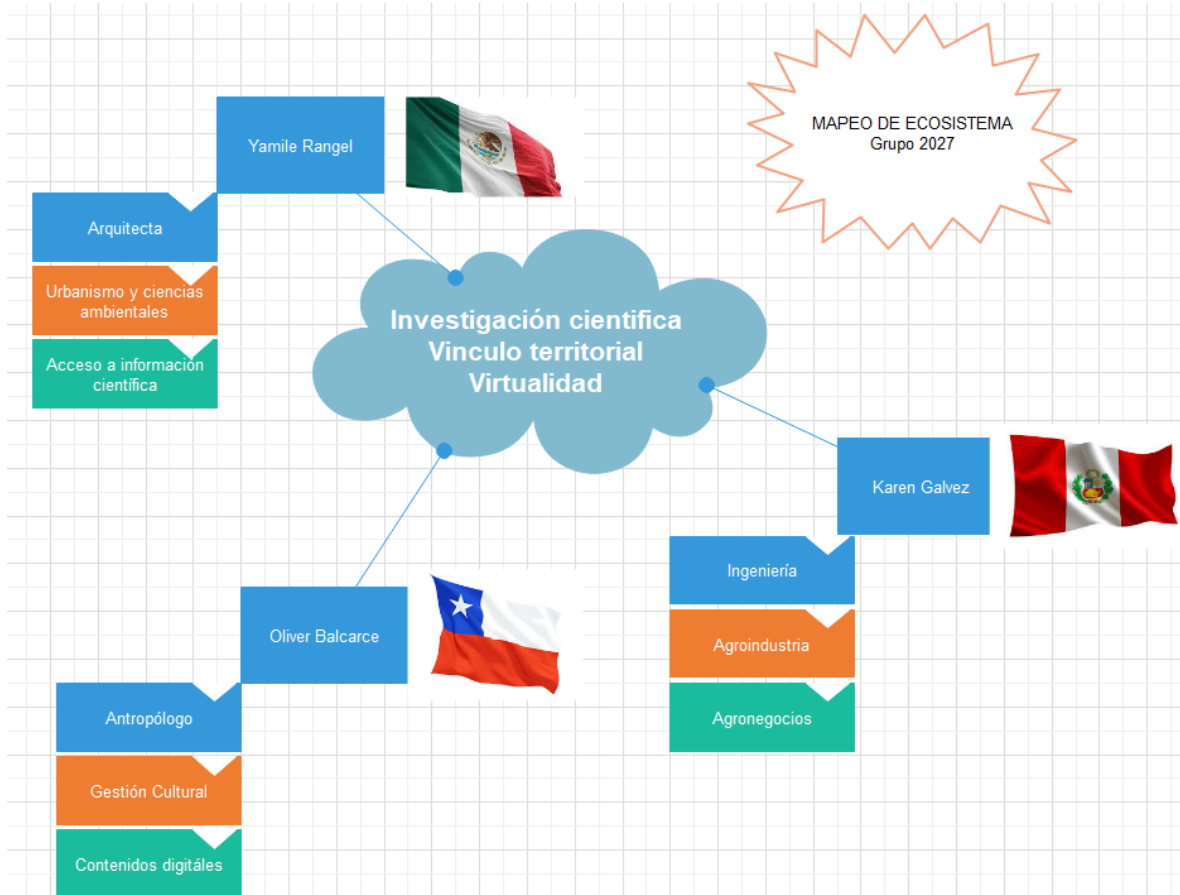 MAPEO DE ECOSISTEMA
Grupo 2027
Yamile Rangel
Arquitecta
Urbanismo y ciencias
ambientales
Acceso a información
científica
Investigación cientifica
Vinculo territorial
Virtualidad
Karen Galvez
Ingeniería
Agroindustria
Agronegocios
Oliver Balcarce
Antropólogo
Gestión Cultural
Contenidos digitáles